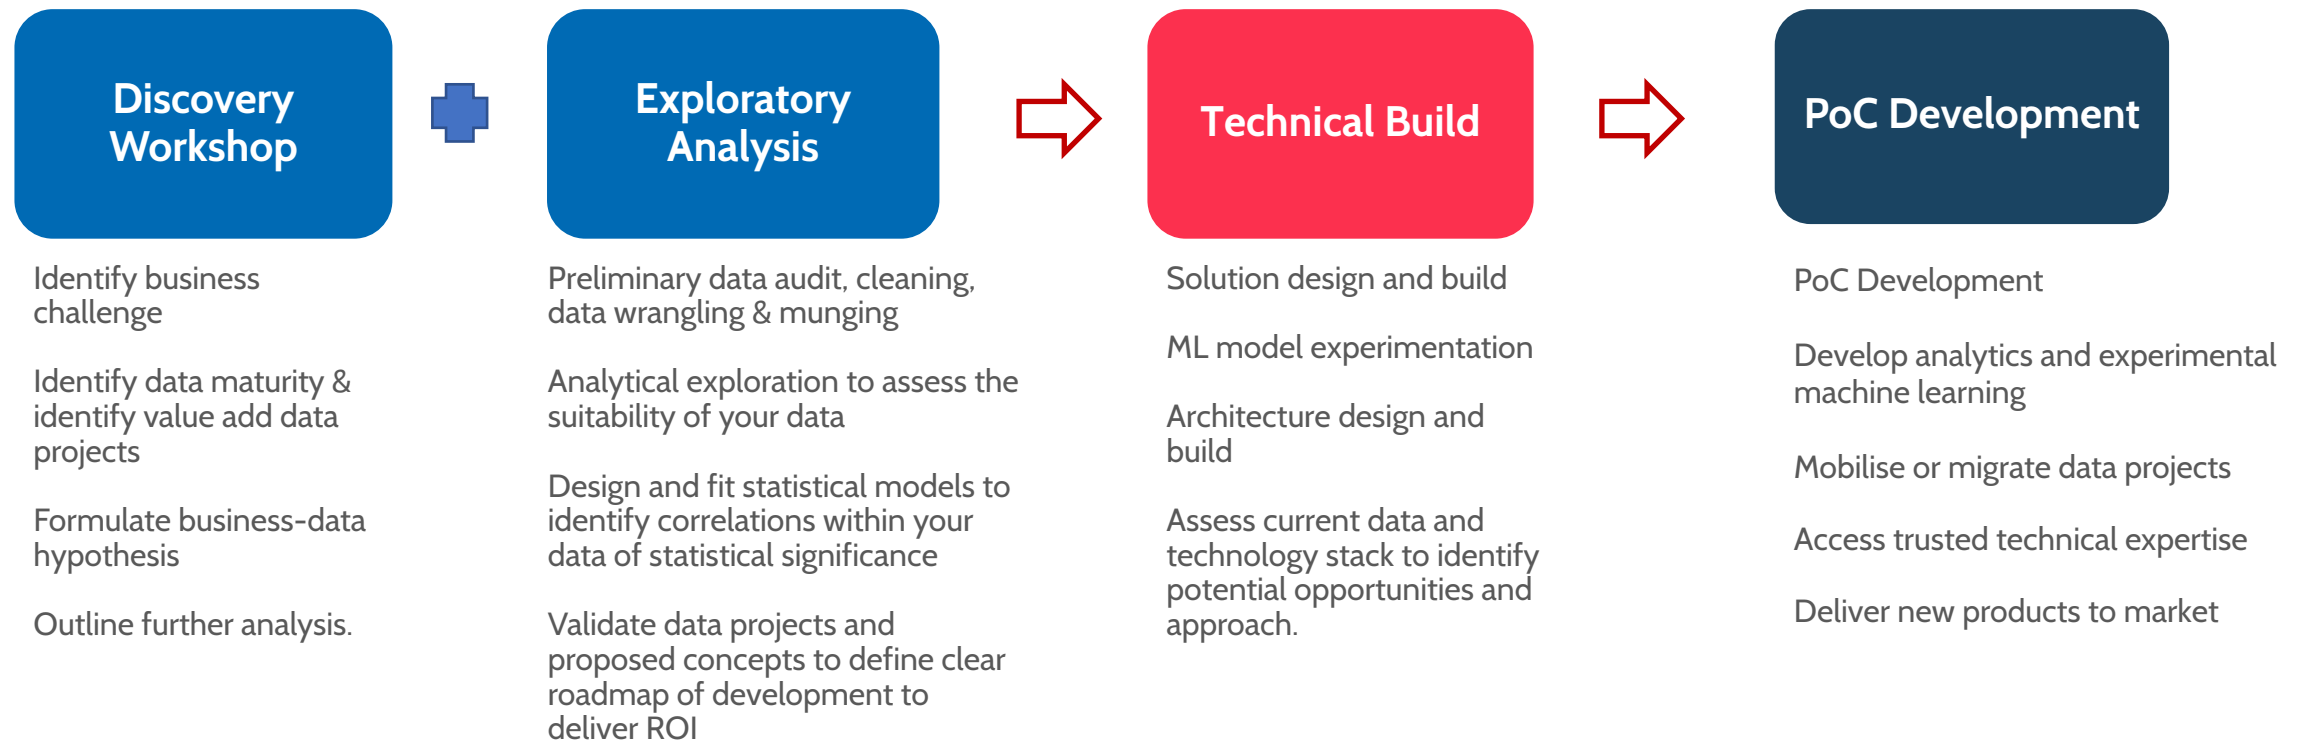 Discovery
Workshop
Exploratory
Analysis
Technical Build
PoC Development
Identify business
challenge
Identify data maturity &
identify value add data
projects
Formulate business-data
hypothesis
Outline further analysis.
Preliminary data audit, cleaning,
data wrangling & munging
Analytical exploration to assess the
suitability of your data
Design and fit statistical models to
identify correlations within your
data of statistical significance
Validate data projects and
proposed concepts to define clear
roadmap of development to
deliver ROI
Solution design and build
ML model experimentation
Architecture design and
build
Assess current data and
technology stack to identify
potential opportunities and
approach.
PoC Development
Develop analytics and experimental
machine learning
Mobilise or migrate data projects
Access trusted technical expertise
Deliver new products to market